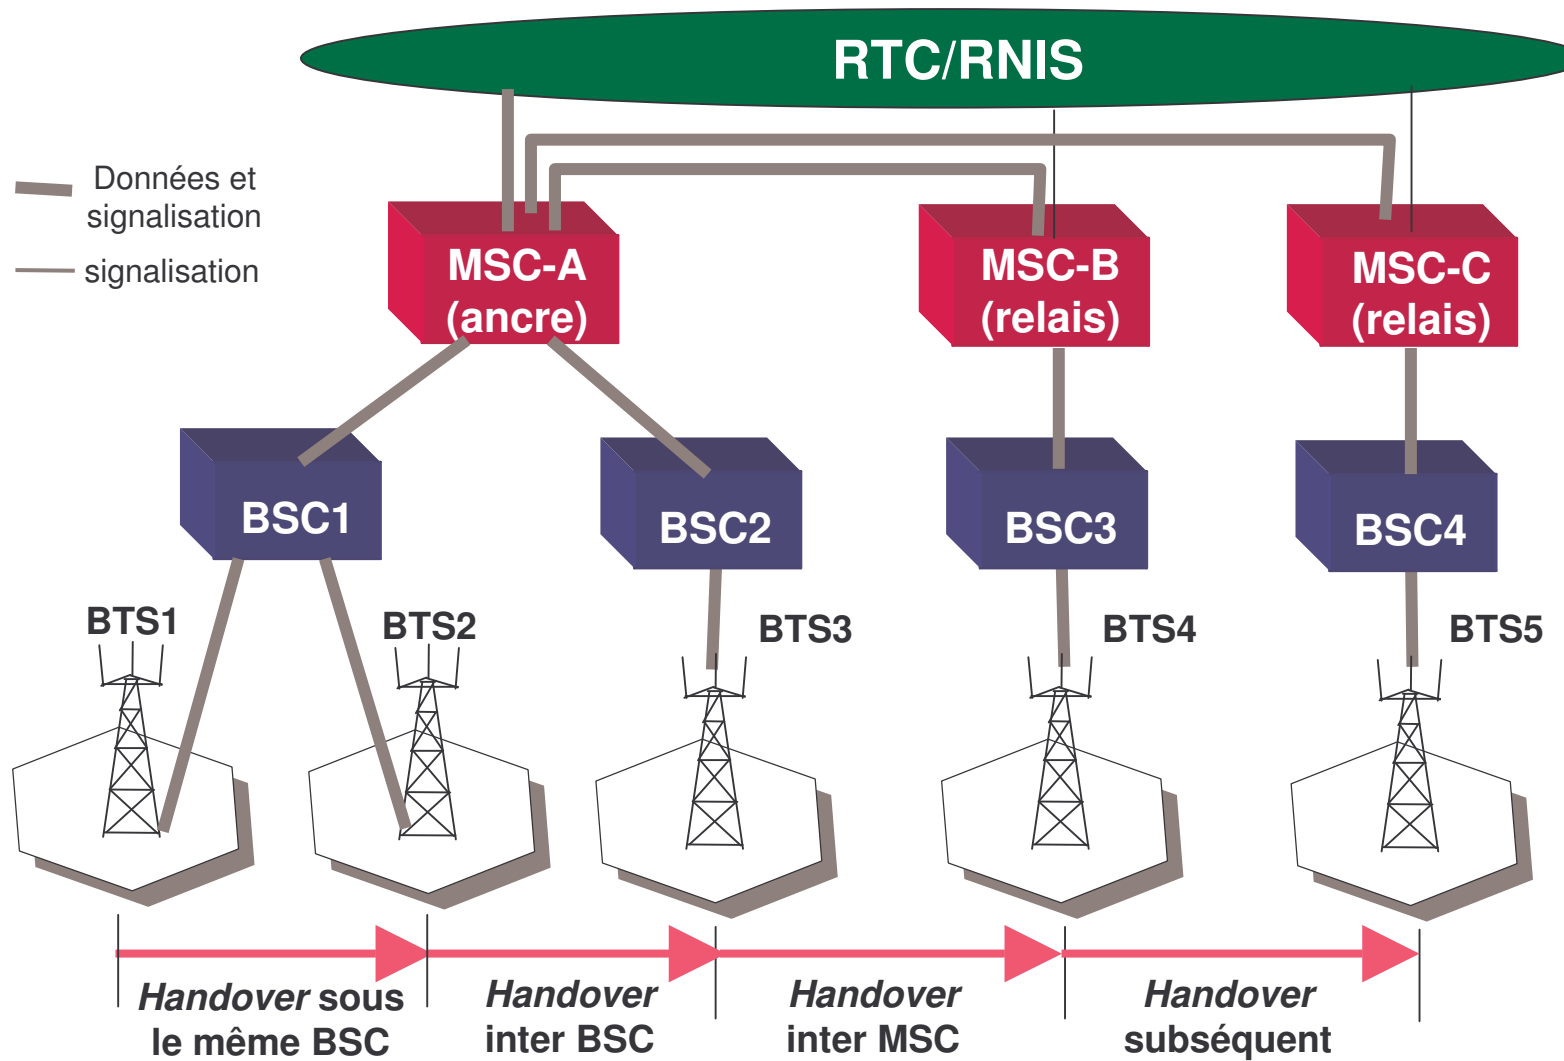 RTC/RNIS
Données et
signalisation
signalisation
MSC-A
(ancre)
MSC-B
(relais)
MSC-C
(relais)
BSC1
BSC2
BSC3
BSC4
BTS1
BTS2
BTS3
BTS4
BTS5
Handover sous
le même BSC
Handover
inter BSC
Handover
inter MSC
Handover
subséquent